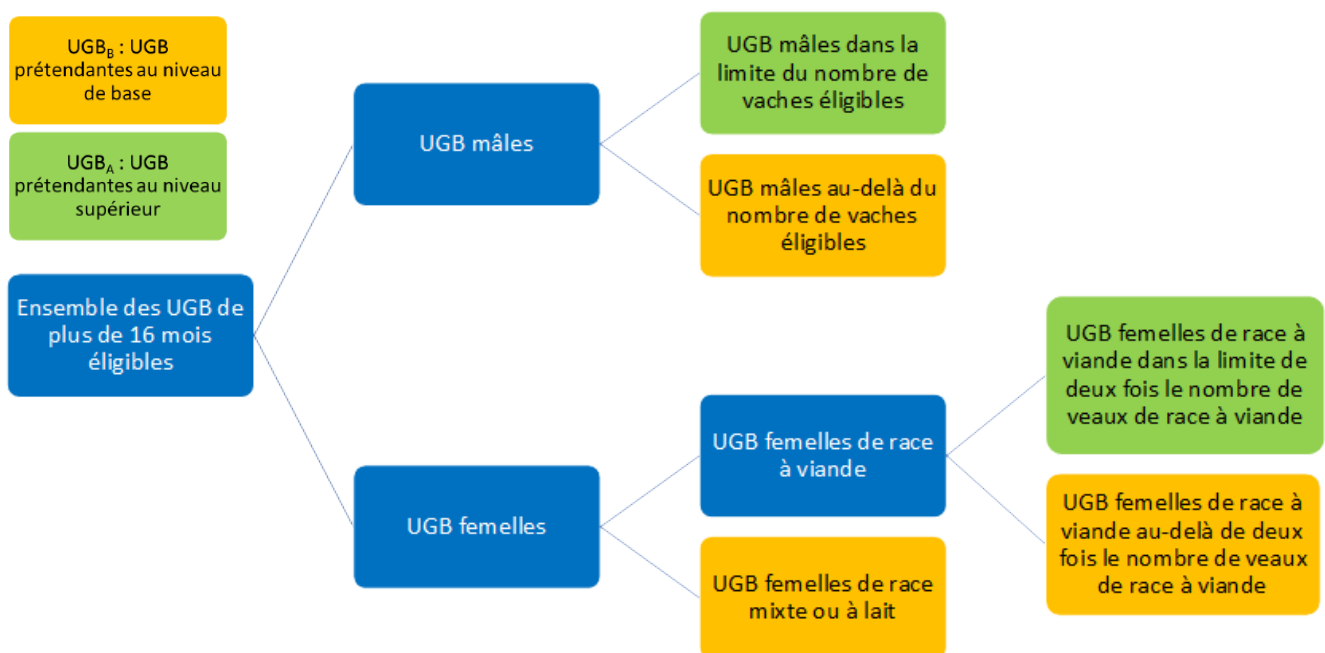 UGBB : UGB
prétendantes au niveau
de base
UGBA : UGB
prétendantes au niveau
supérieur
Ensemble des UGB de
plus de 16 mois
éligibles
UGB mâles
UGB mâles dans la
limite du nombre de
vaches éligibles
UGB mâles au-delà du
nombre de vaches
éligibles
UGB femelles
UGB femelles de race
à viande
UGB femelles de race à
viande dans la limite de
deux fois le nombre de
veaux de race à viande
UGB femelles de race à
viande au-delà de deux
fois le nombre de veaux
de race à viande
UGB femelles de race
mixte ou à lait